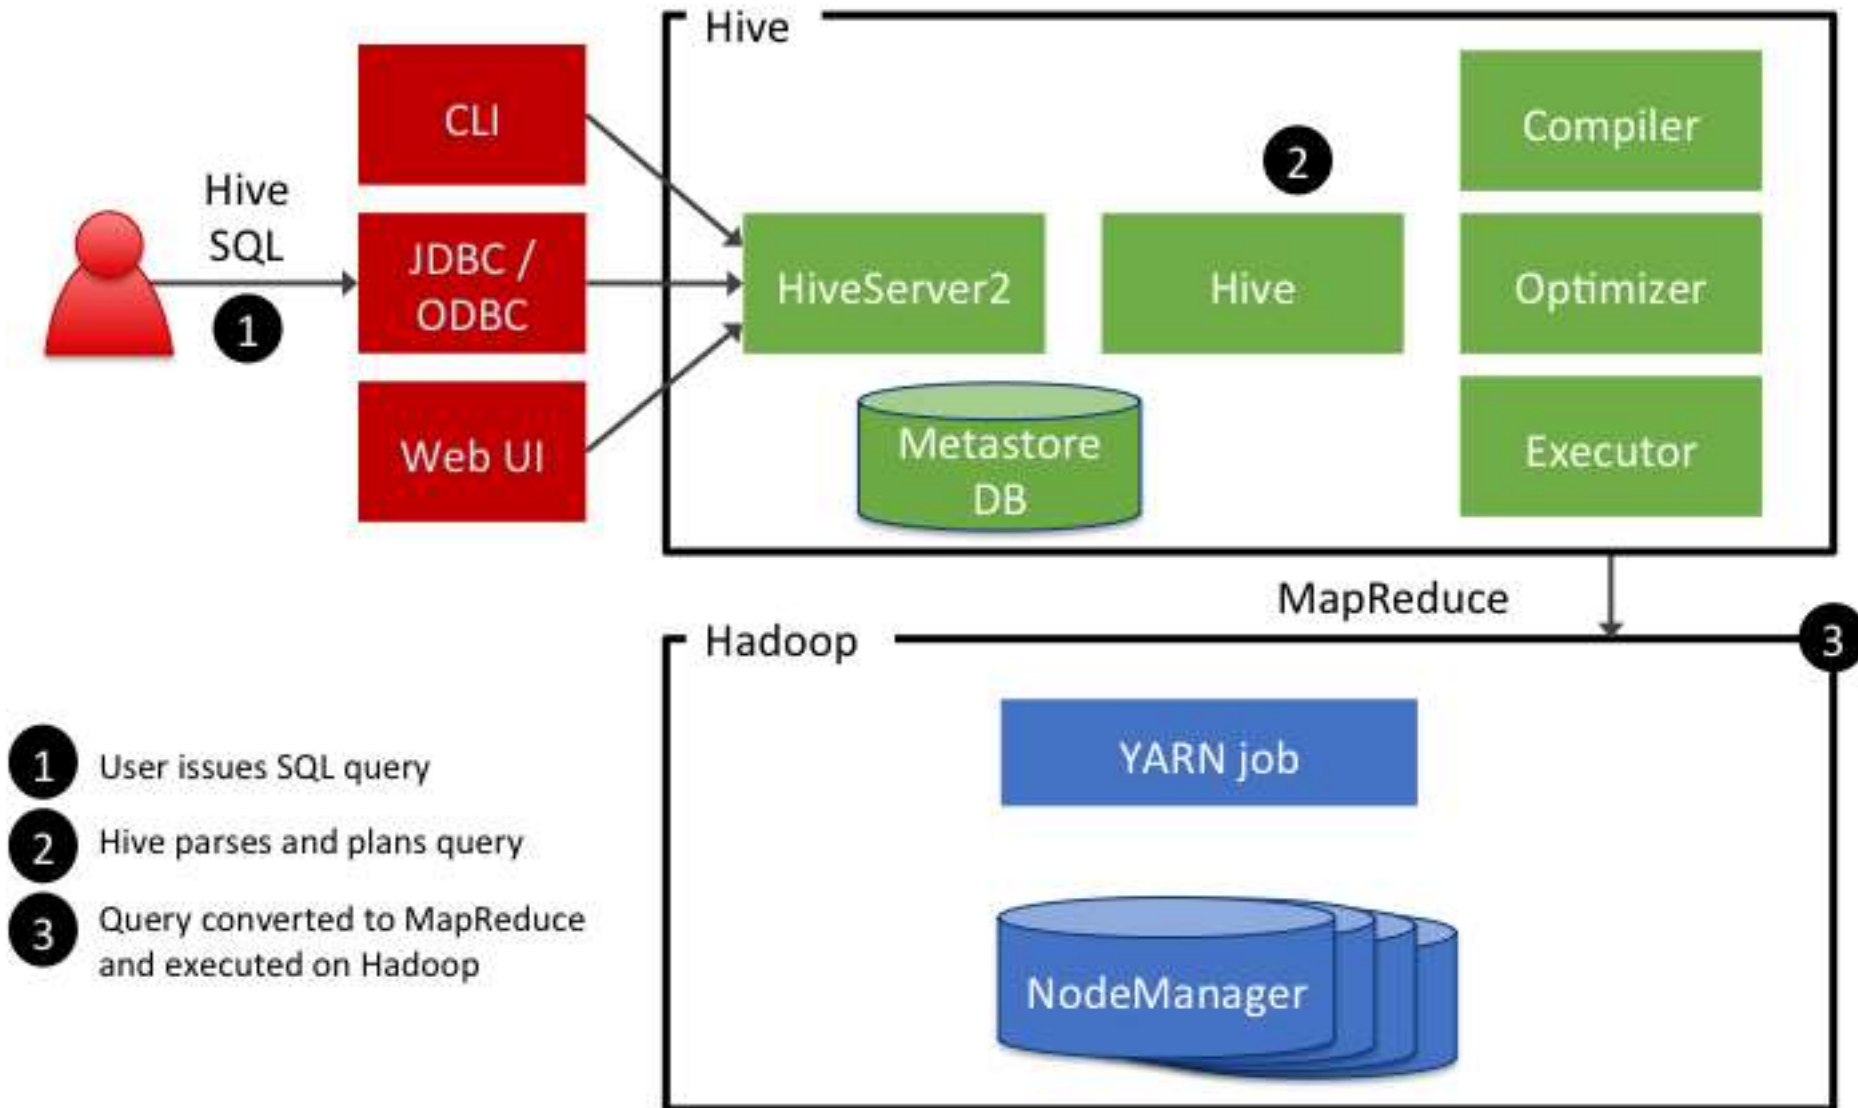 Hive
CLI
Compiler
2
Hive
SQL
JDBC /
ODBC
HiveServer2
Hive
Optimizer
1
Web UI
Metastore
DB
Executor
MapReduce
Hadoop
3
YARN job
1 User issues SQL query
2 Hive parses and plans query
3 Query converted to MapReduce
and executed on Hadoop
NodeManager